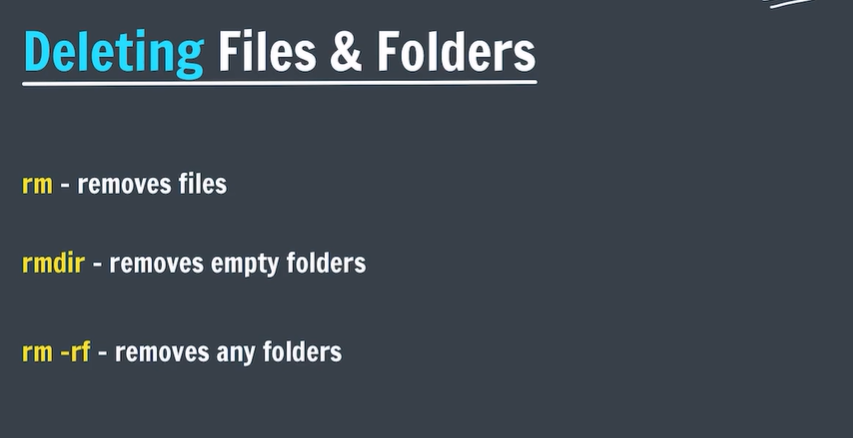 Deleting Files & Folders
rm - removes files
rmdir - removes empty folders
rm -rf - removes any folders